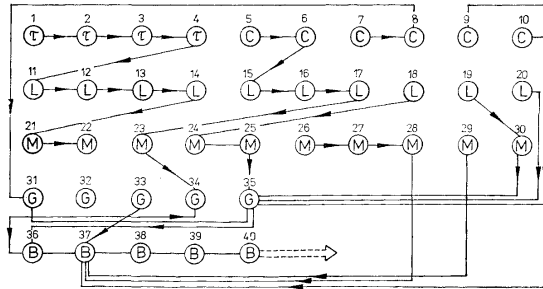 1 2 3 4 5 6 7 8 9 10
τ τ τ τ C C C C C C
11 12 13 14 15 16 17 18 19 20
L L L L L L L L L L
21 22 23 24 25 26 27 28 29 30
M M M M M M M M M M
31 32 33 34 35
G G G G G
36 37 38 39 40
B B B B B